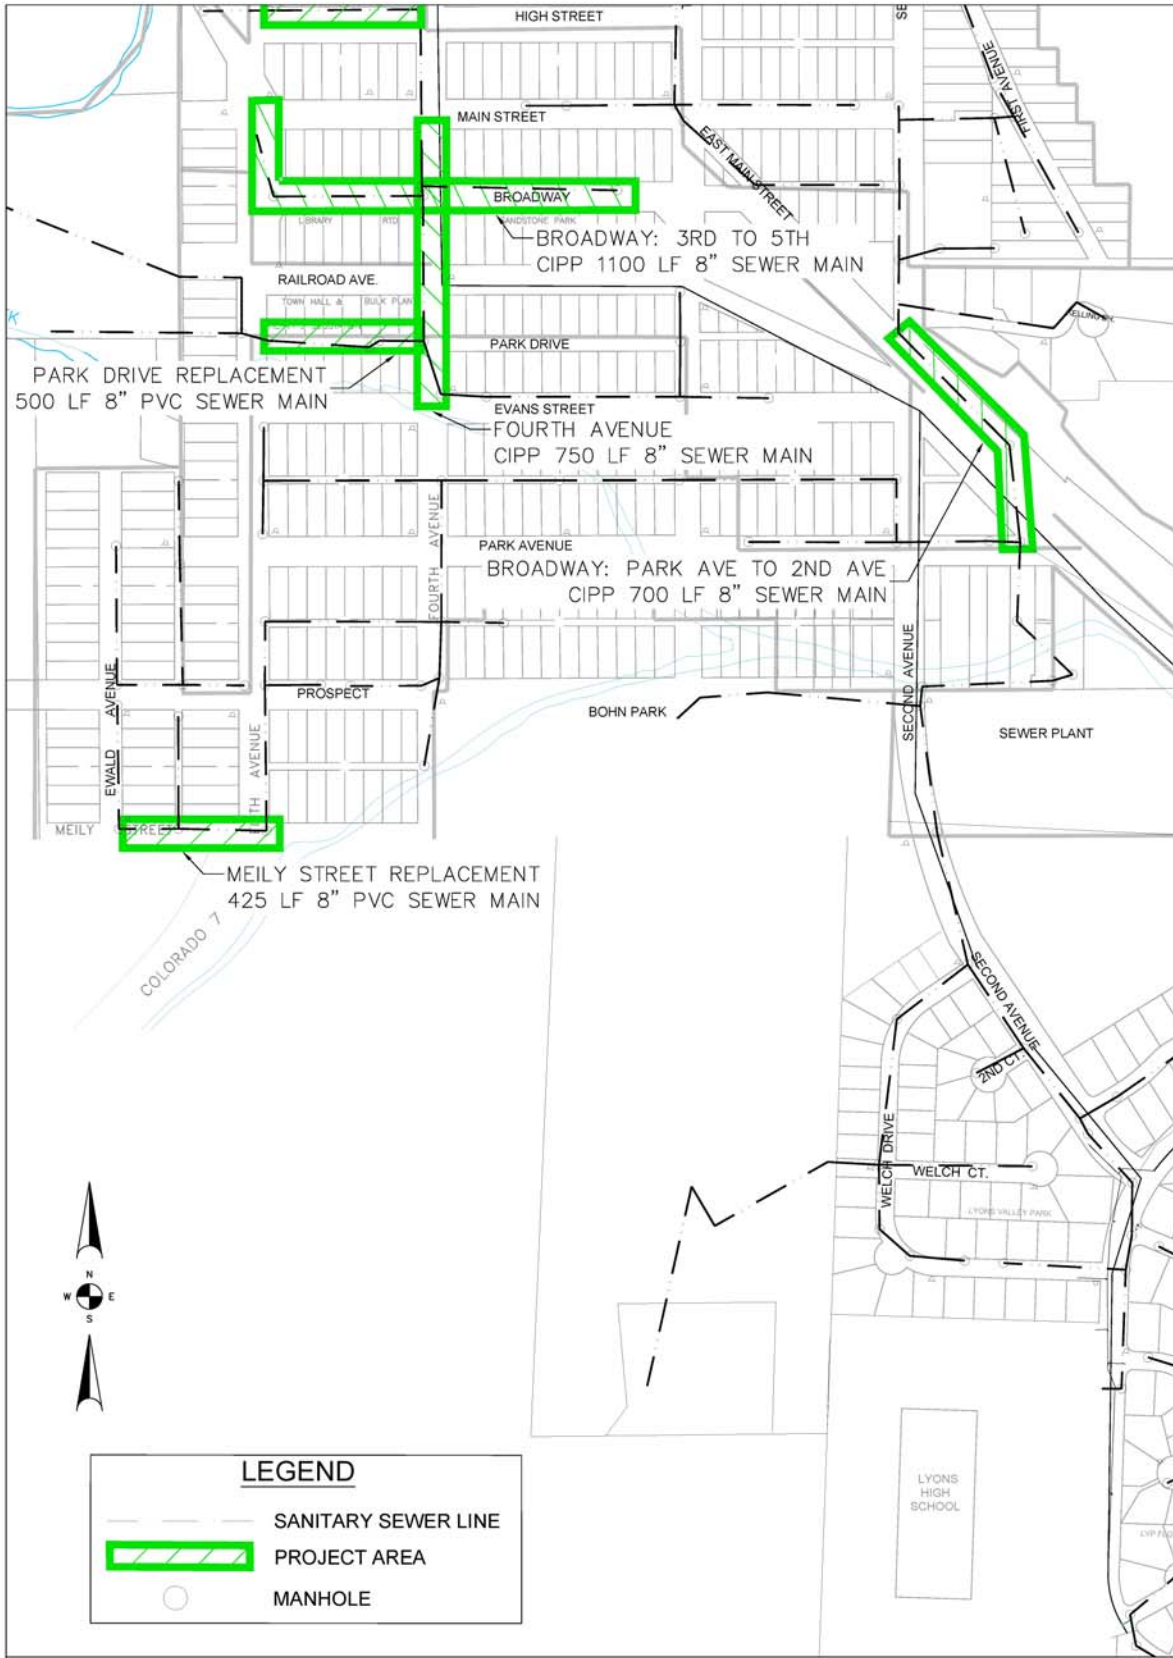 HIGH STREET
SE
FIRST AVENUE
MAIN STREET
EAST MAIN STREET
BROADWAY
LIBRARY
RTD
SANDSTONE PARK
BROADWAY: 3RD TO 5TH
CIPP 1100 LF 8" SEWER MAIN
RAILROAD AVE.
TOWN HALL &
BULK PLAN
PARK DRIVE
PARK DRIVE REPLACEMENT
500 LF 8" PVC SEWER MAIN
EVANS STREET
FOURTH AVENUE
CIPP 750 LF 8" SEWER MAIN
FOURTH AVENUE
PARK AVENUE
BROADWAY: PARK AVE TO 2ND AVE
CIPP 700 LF 8" SEWER MAIN
EWALD AVENUE
PROSPECT
AVENUE
BOHN PARK
SECOND AVENUE
SEWER PLANT
MEILY STREET
MEILY STREET REPLACEMENT
425 LF 8" PVC SEWER MAIN
COLORADO 7
SECOND AVENUE
2ND CT.
WELCH DRIVE
WELCH CT.
LYONS VALLEY PARK
N
W E
S
LEGEND
SANITARY SEWER LINE
PROJECT AREA
MANHOLE
LYONS
HIGH
SCHOOL